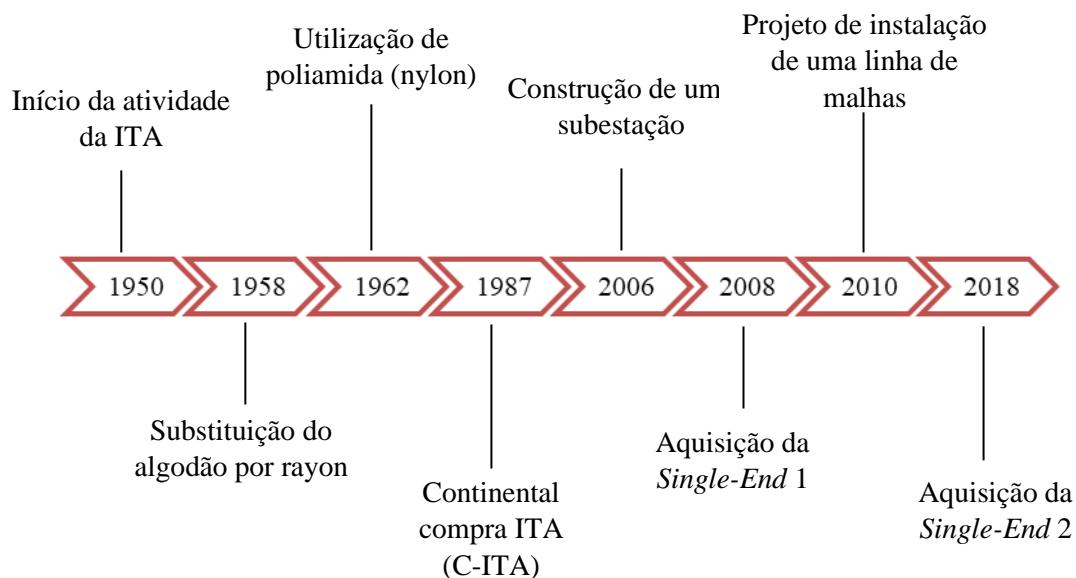 Início da atividade
da ITA
Utilização de
poliamida (nylon)
Construção de um
subestação
Projeto de instalação
de uma linha de
malhas
1950
1958
1962
1987
2006
2008
2010
2018
Substituição do
algodão por rayon
Continental
compra ITA
(C-ITA)
Aquisição da
Single-End 1
Aquisição da
Single-End 2